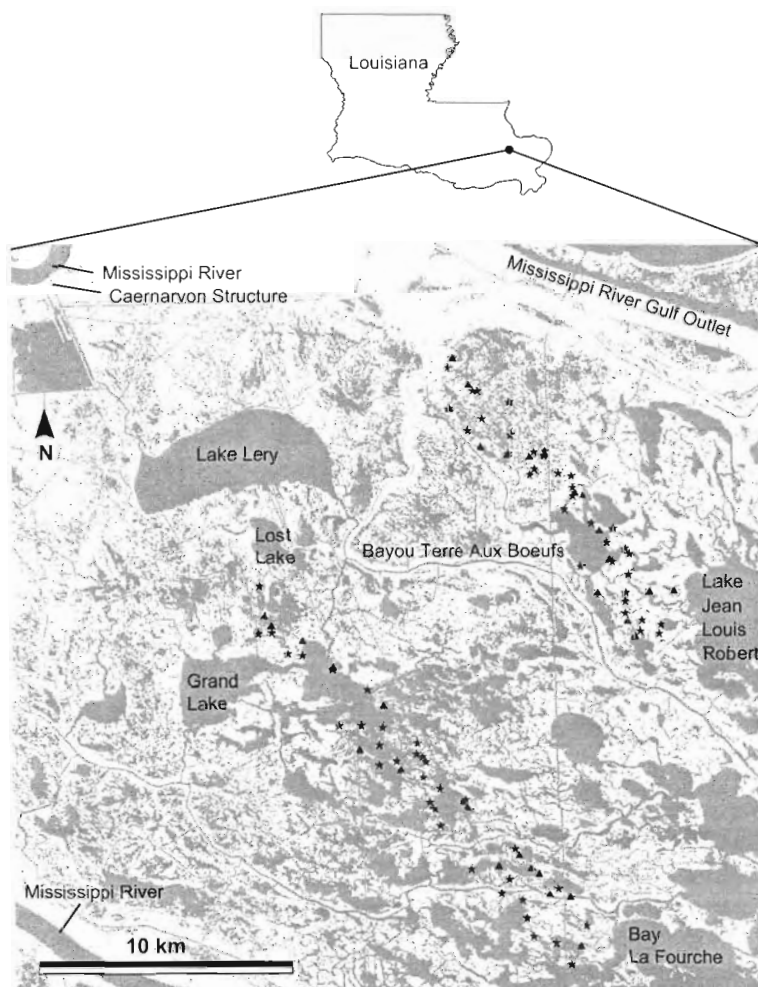 Louisiana
Mississippi River
Caernarvon Structure
Mississippi River Gulf Outlet
N
Lake Lery
Lost
Lake
Bayou Terre Aux Boeufs
Lake
Jean
Louis
Robert
Grand
Lake
Mississippi River
10 km
Bay
La Fourche